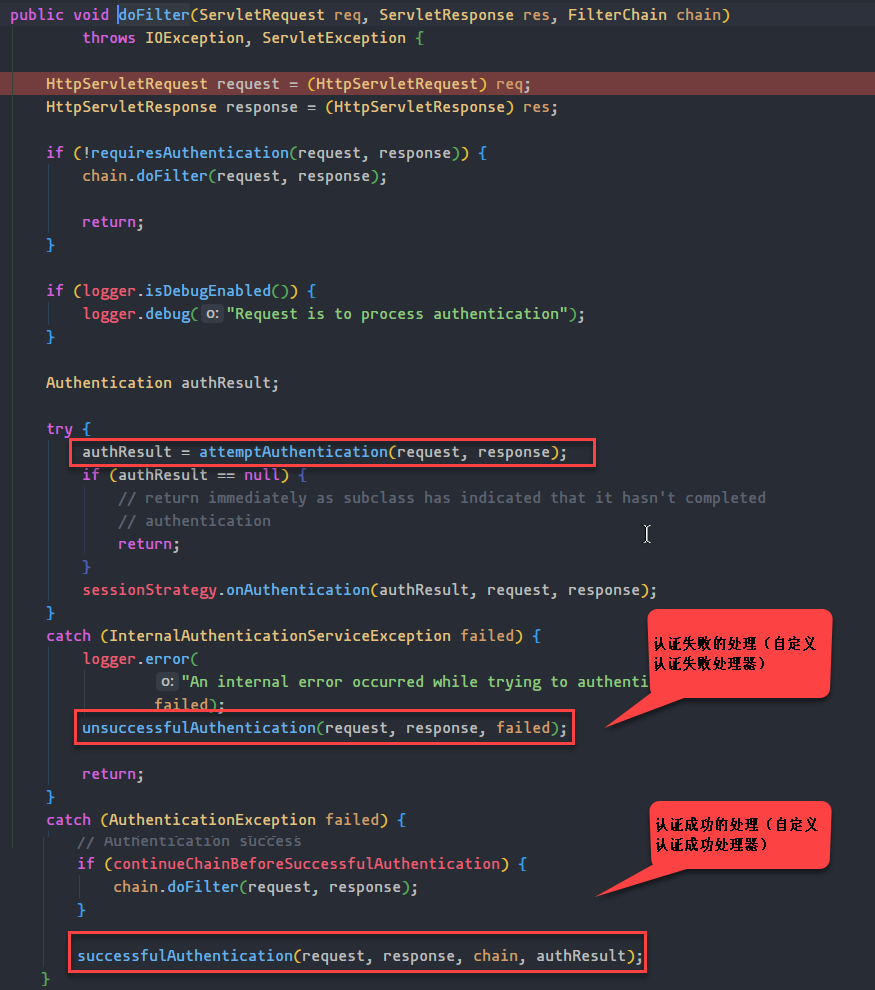 public void doFilter(ServletRequest req, ServletResponse res, FilterChain chain)
throws IOException, ServletException {
HttpServletRequest request = (HttpServletRequest) req;
HttpServletResponse response = (HttpServletResponse) res;
if (!requiresAuthentication(request, response)) {
chain.doFilter(request, response);
return;
}
if (logger.isDebugEnabled()) {
logger.debug( o: "Request is to process authentication");
}
Authentication authResult;
try {
authResult = attemptAuthentication(request, response);
if (authResult == null) {
// return immediately as subclass has indicated that it hasn't completed
// authentication
return;
}
sessionStrategy.onAuthentication(authResult, request, response);
}
catch (InternalAuthenticationServiceException failed) {
logger.error(
o: "An internal error occurred while trying to authenti
failed);
unsuccessfulAuthentication(request, response, failed);
return;
}
认证失败的处理（自定义
认证失败处理器）
catch (AuthenticationException failed) {
// Authentication success
if (continueChainBeforeSuccessfulAuthentication) {
chain.doFilter(request, response);
}
successfulAuthentication(request, response, chain, authResult);
}
认证成功的处理（自定义
认证成功处理器）